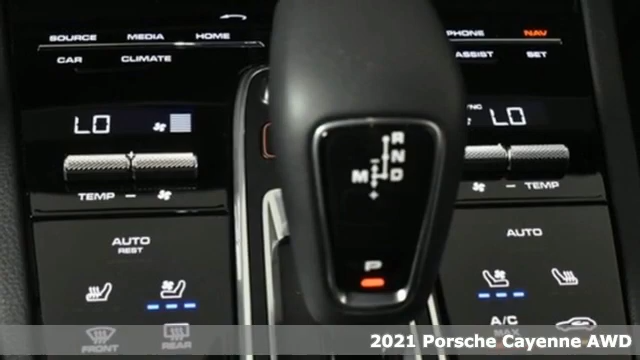 SOURCE MEDIA HOME
PHONE NAV
CAR CLIMATE
ASSIST SET
LO
SYNC LO
R
N
M D
P
TEMP
TEMP
AUTO
REST
AUTO
A/C
MAX
FRONT
REAR
2021 Porsche Cayenne AWD